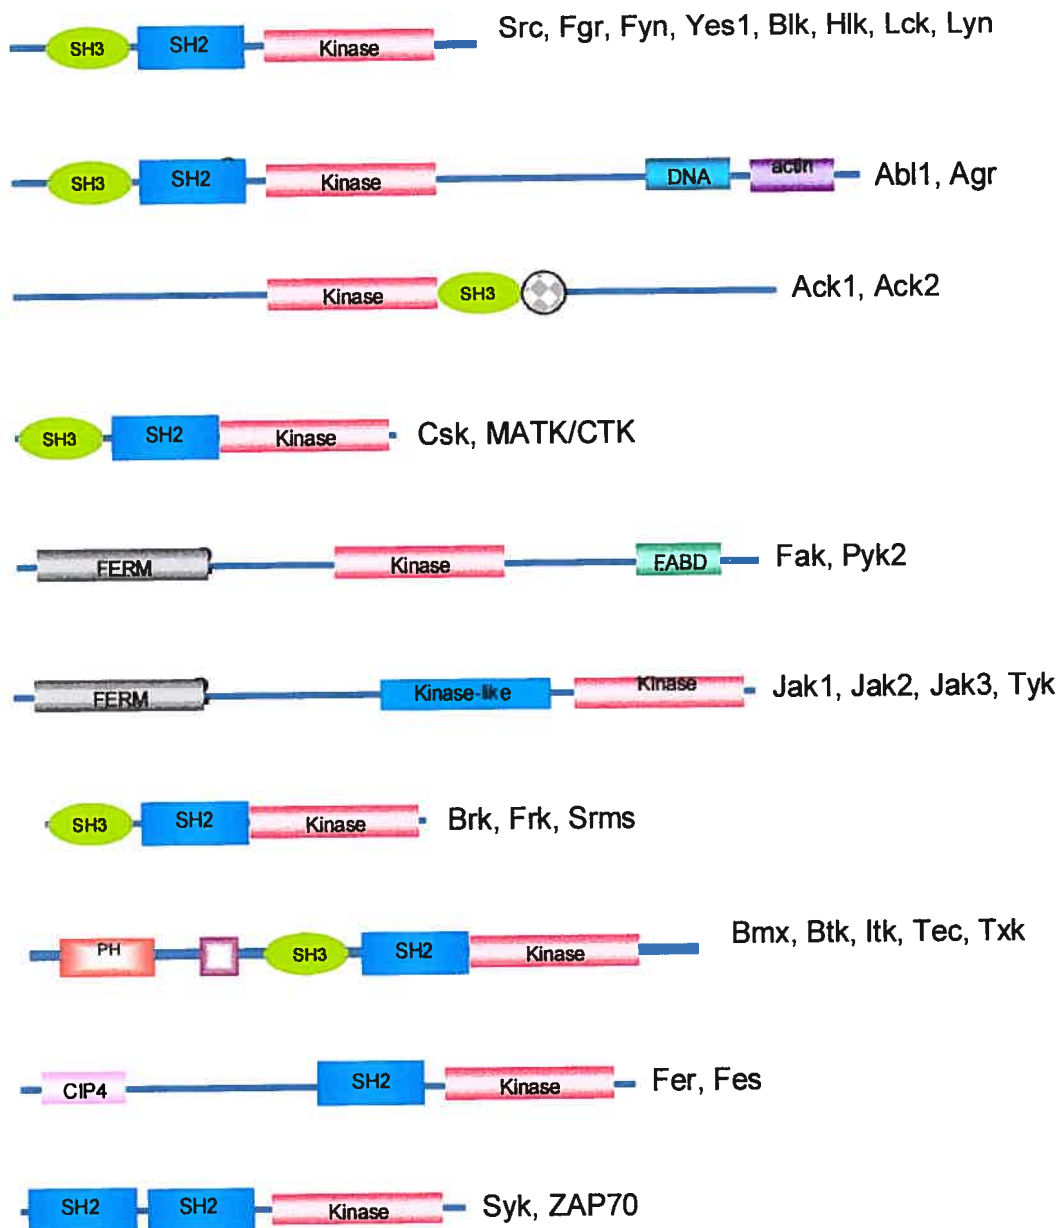 Src, Fgr, Fyn, Yes1, Blk, Hlk, Lck, Lyn
SH3 SH2 Kinase
SH3 SH2 Kinase DNA actin Abl1, Agr
Kinase SH3 Ack1, Ack2
SH3 SH2 Kinase Csk, MATK/CTK
FERM Kinase FABD Fak, Pyk2
FERM Kinase-like Kinase Jak1, Jak2, Jak3, Tyk
SH3 SH2 Kinase Brk, Frk, Srms
PH SH3 SH2 Kinase Bmx, Btk, Itk, Tec, Txk
CIP4 SH2 Kinase Fer, Fes
SH2 SH2 Kinase Syk, ZAP70